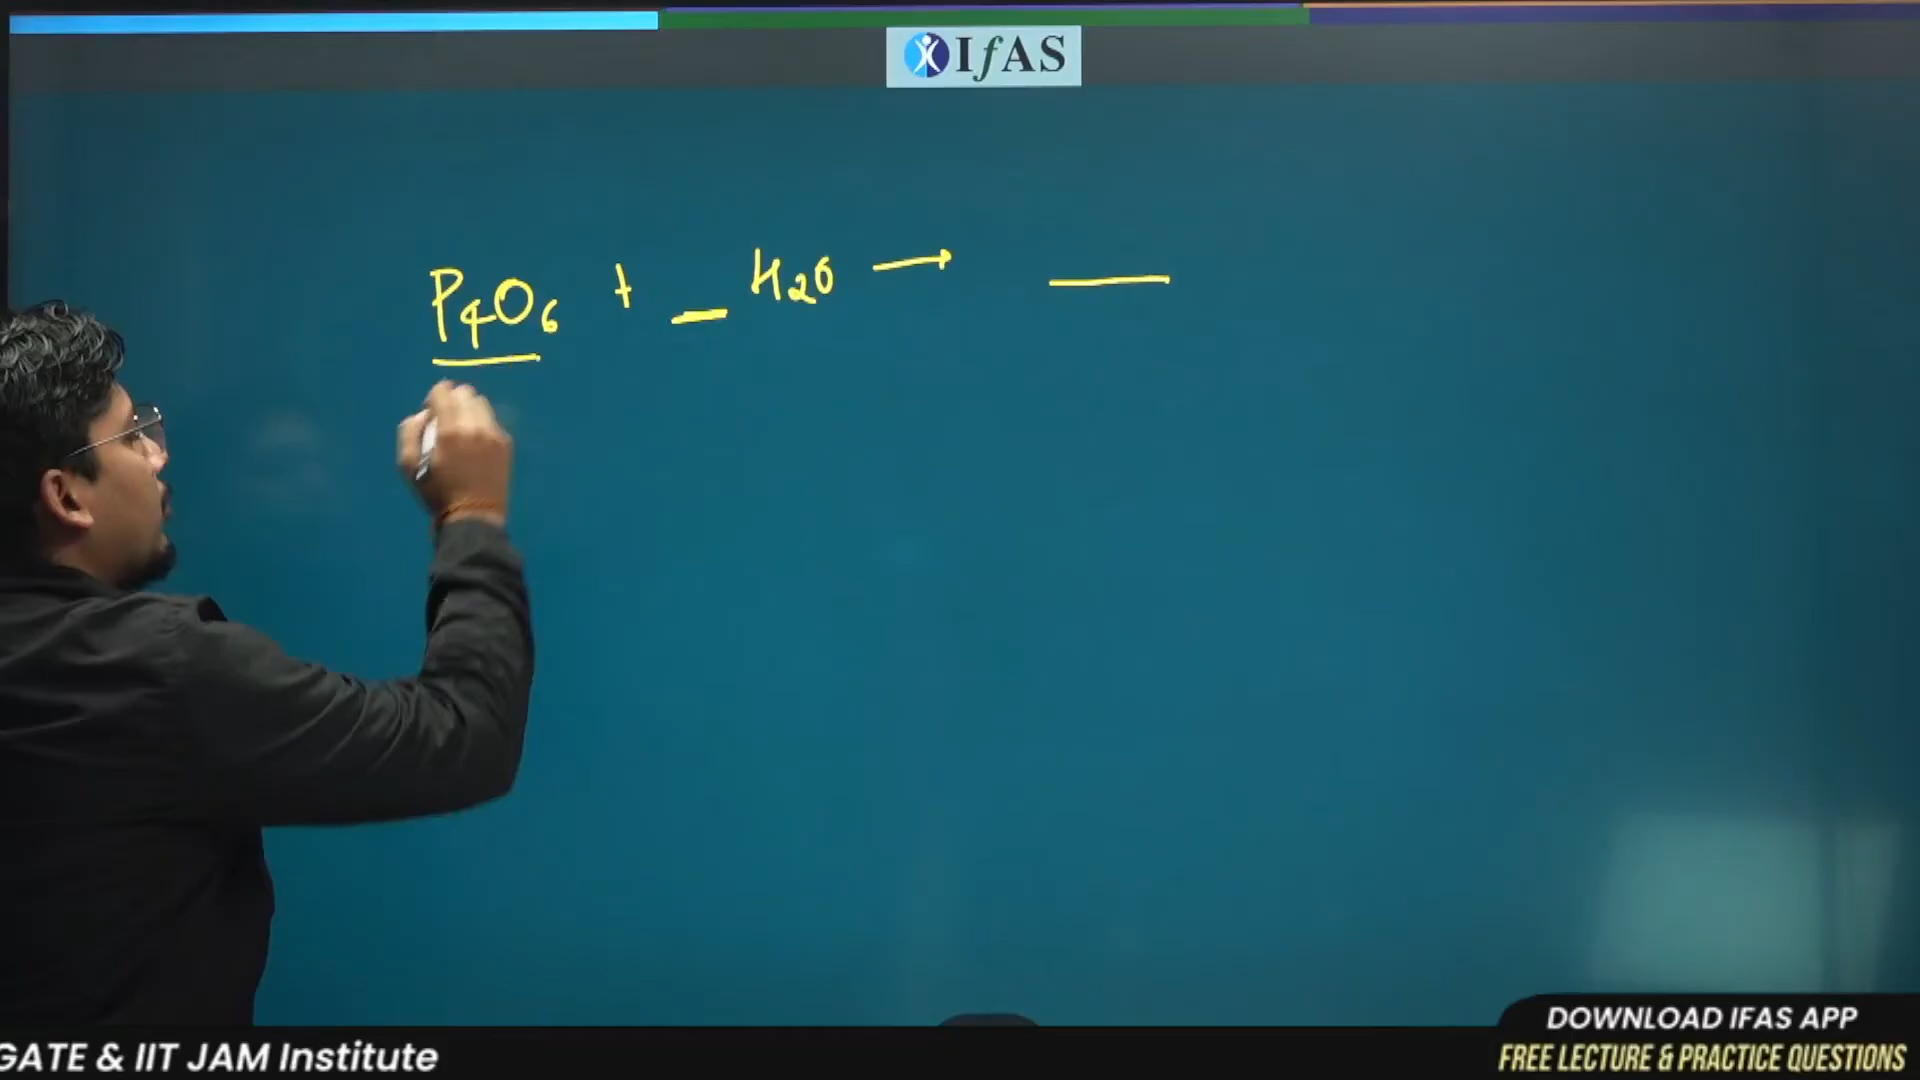 IfAS
P4O6 + _ H2O → ___
GATE & IIT JAM Institute
DOWNLOAD IFAS APP
FREE LECTURE & PRACTICE QUESTIONS